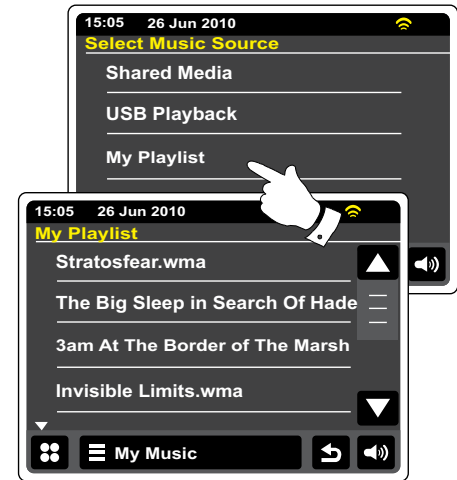 15:05 26 Jun 2010
Select Music Source
Shared Media
USB Playback
My Playlist
15:05 26 Jun 2010
My Playlist
Stratosfear.wma
The Big Sleep in Search Of Hade
3am At The Border of The Marsh
Invisible Limits.wma
My Music